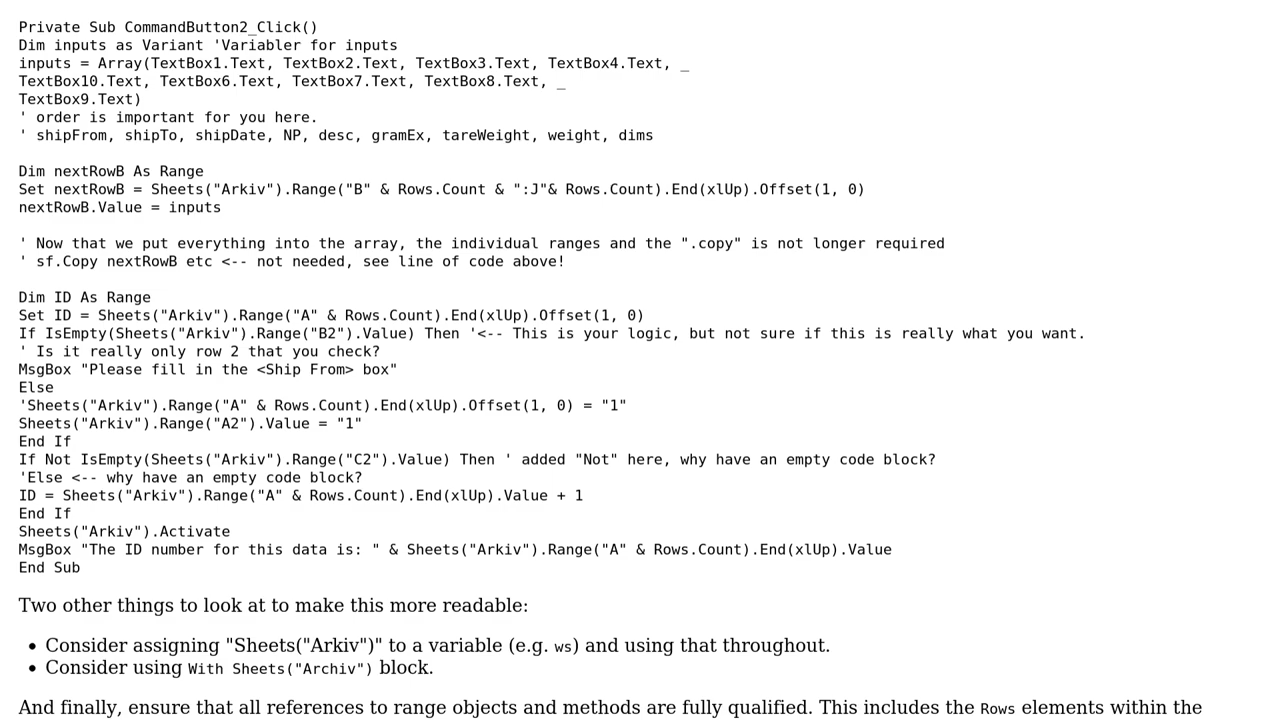 Private Sub CommandButton2_Click()
Dim inputs as Variant 'Variabler for inputs
inputs = Array(TextBox1.Text, TextBox2.Text, TextBox3.Text, TextBox4.Text, _
TextBox10.Text, TextBox6.Text, TextBox7.Text, TextBox8.Text, _
TextBox9.Text)
' order is important for you here.
' shipFrom, shipTo, shipDate, NP, desc, gramEx, tareWeight, weight, dims

Dim nextRowB As Range
Set nextRowB = Sheets("Arkiv").Range("B" & Rows.Count & ":J"& Rows.Count).End(xlUp).Offset(1, 0)
nextRowB.Value = inputs

' Now that we put everything into the array, the individual ranges and the ".copy" is not longer required
' sf.Copy nextRowB etc <-- not needed, see line of code above!

Dim ID As Range
Set ID = Sheets("Arkiv").Range("A" & Rows.Count).End(xlUp).Offset(1, 0)
If IsEmpty(Sheets("Arkiv").Range("B2").Value) Then '<-- This is your logic, but not sure if this is really what you want.
' Is it really only row 2 that you check?
MsgBox "Please fill in the <Ship From> box"
Else
'Sheets("Arkiv").Range("A" & Rows.Count).End(xlUp).Offset(1, 0) = "1"
Sheets("Arkiv").Range("A2").Value = "1"
End If
If Not IsEmpty(Sheets("Arkiv").Range("C2").Value) Then ' added "Not" here, why have an empty code block?
'Else <-- why have an empty code block?
ID = Sheets("Arkiv").Range("A" & Rows.Count).End(xlUp).Value + 1
End If
Sheets("Arkiv").Activate
MsgBox "The ID number for this data is: " & Sheets("Arkiv").Range("A" & Rows.Count).End(xlUp).Value
End Sub

Two other things to look at to make this more readable:

• Consider assigning "Sheets("Arkiv")" to a variable (e.g. ws) and using that throughout.
• Consider using With Sheets("Archiv") block.

And finally, ensure that all references to range objects and methods are fully qualified. This includes the Rows elements within the